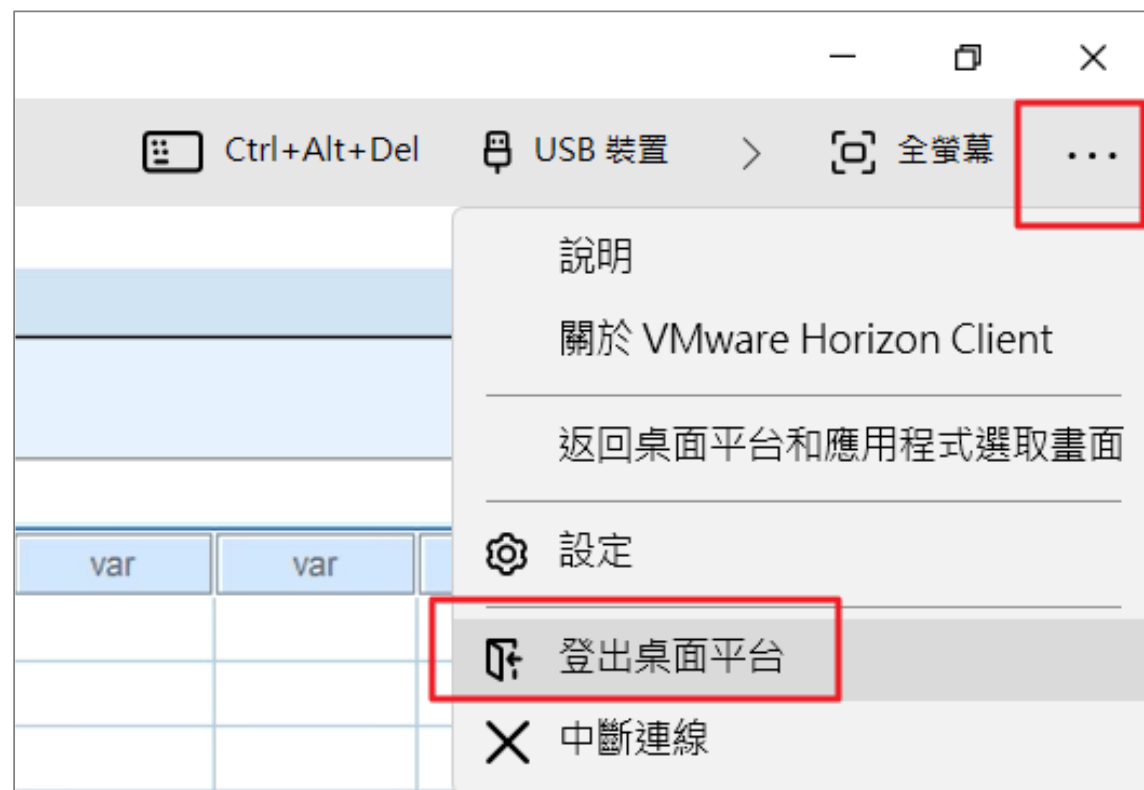 Ctrl+Alt+Del USB 裝置 全螢幕 ...
說明
關於 VMware Horizon Client
返回桌面平台和應用程式選取畫面
var var 設定
登出桌面平台
中斷連線